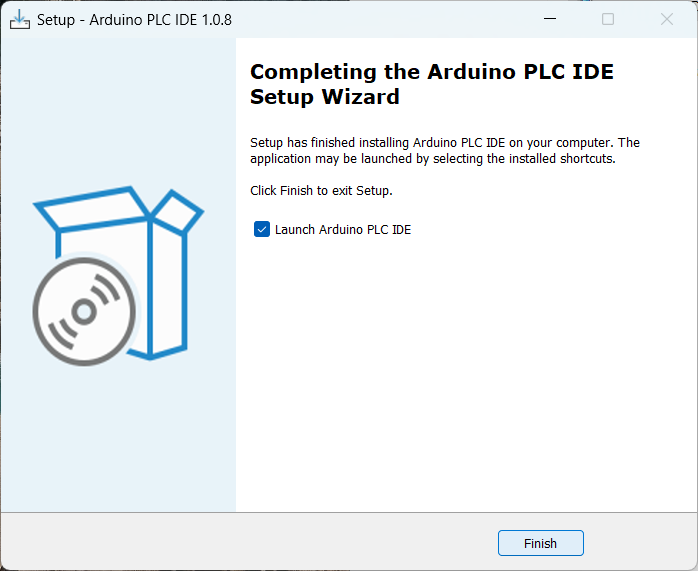 Setup - Arduino PLC IDE 1.0.8
Completing the Arduino PLC IDE
Setup Wizard
Setup has finished installing Arduino PLC IDE on your computer. The
application may be launched by selecting the installed shortcuts.
Click Finish to exit Setup.
Launch Arduino PLC IDE
Finish